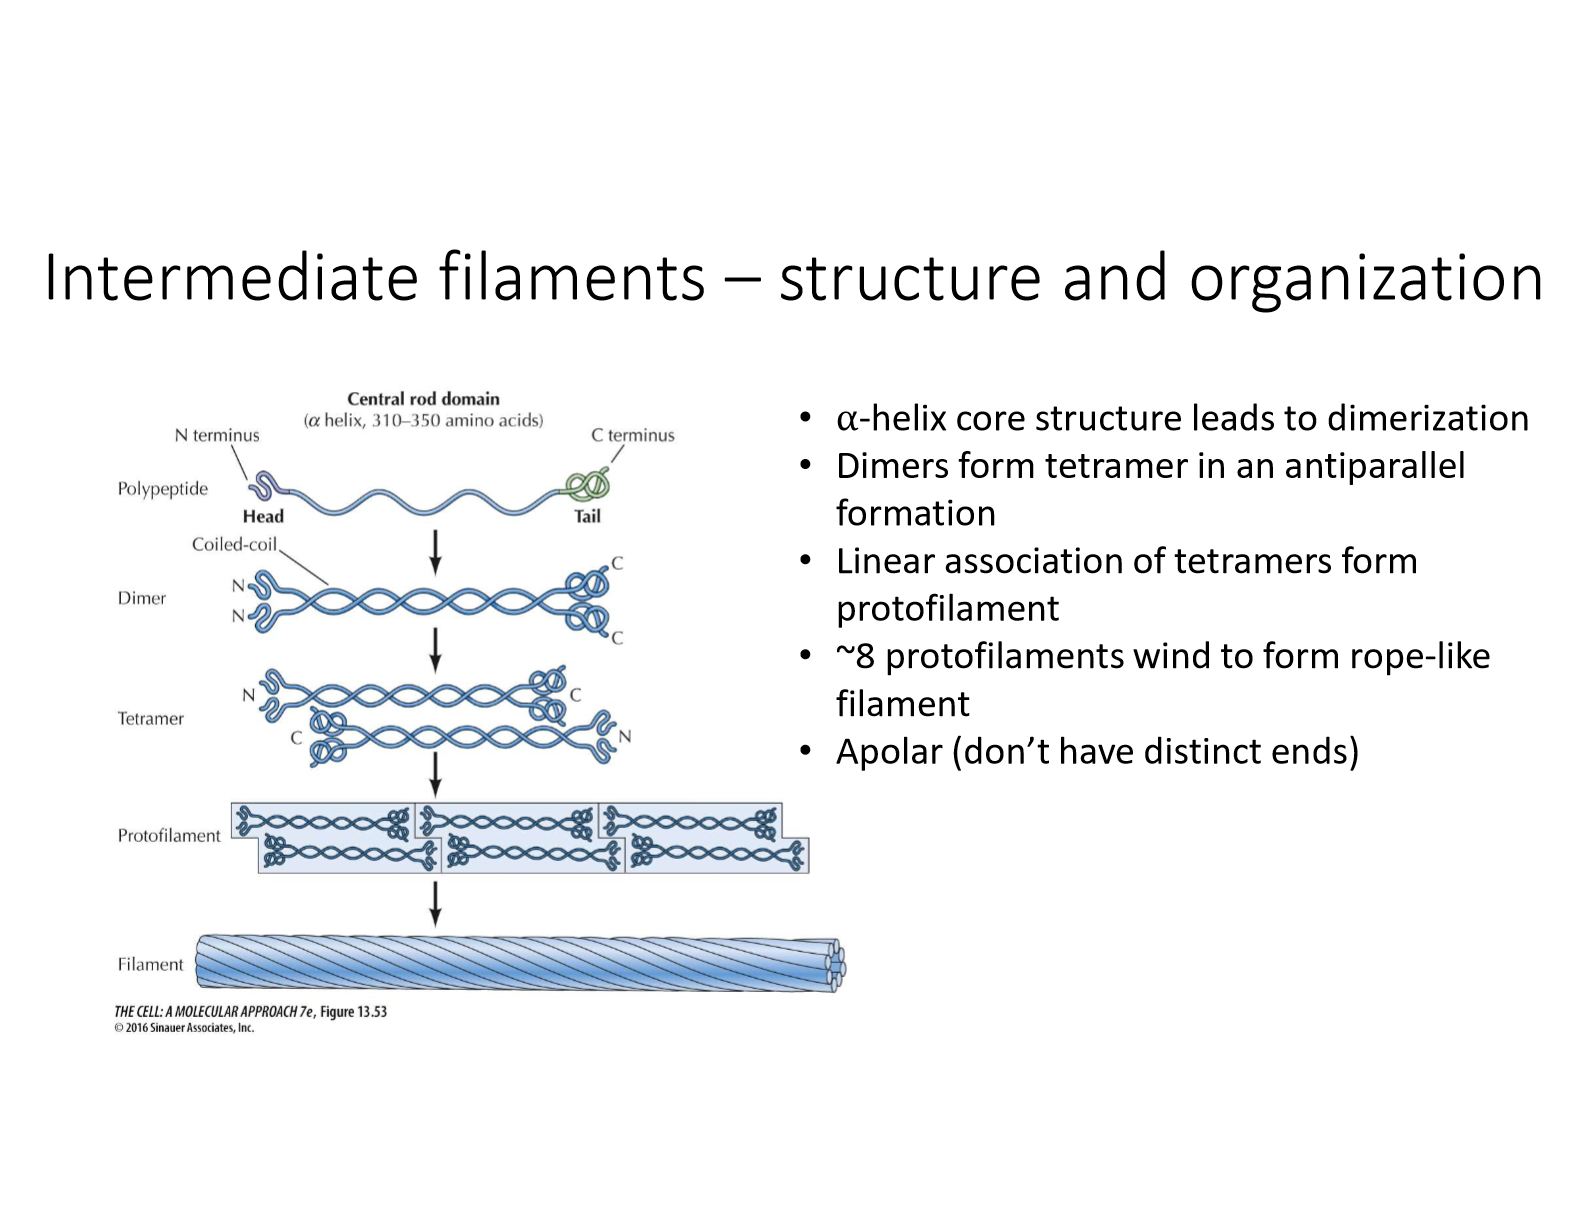 Intermediate filaments – structure and organization
Central rod domain
(α helix, 310–350 amino acids)
N terminus
C terminus
Polypeptide
Head
Tail
Coiled-coil
N
C
Dimer
N
C
N
C
Tetramer
C
N
Protofilament
Filament
THE CELL: A MOLECULAR APPROACH 7e, Figure 13.53
© 2016 Sinauer Associates, Inc.
• α-helix core structure leads to dimerization
• Dimers form tetramer in an antiparallel
formation
• Linear association of tetramers form
protofilament
• ~8 protofilaments wind to form rope-like
filament
• Apolar (don’t have distinct ends)